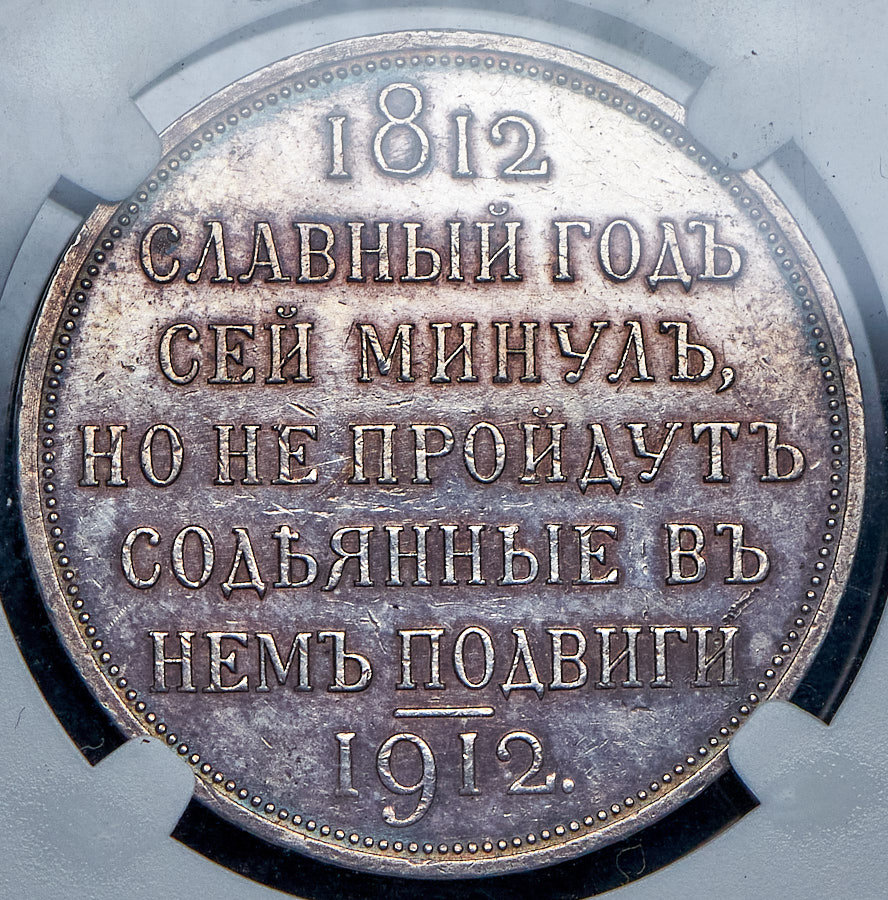 1812
СЛАВНЫЙ ГОДЪ
СЕЙ МИНУЛЪ,
НО НЕ ПРОЙДУТЪ
СОДѢЯННЫЕ ВЪ
НЕМЪ ПОДВИГИ
1912.